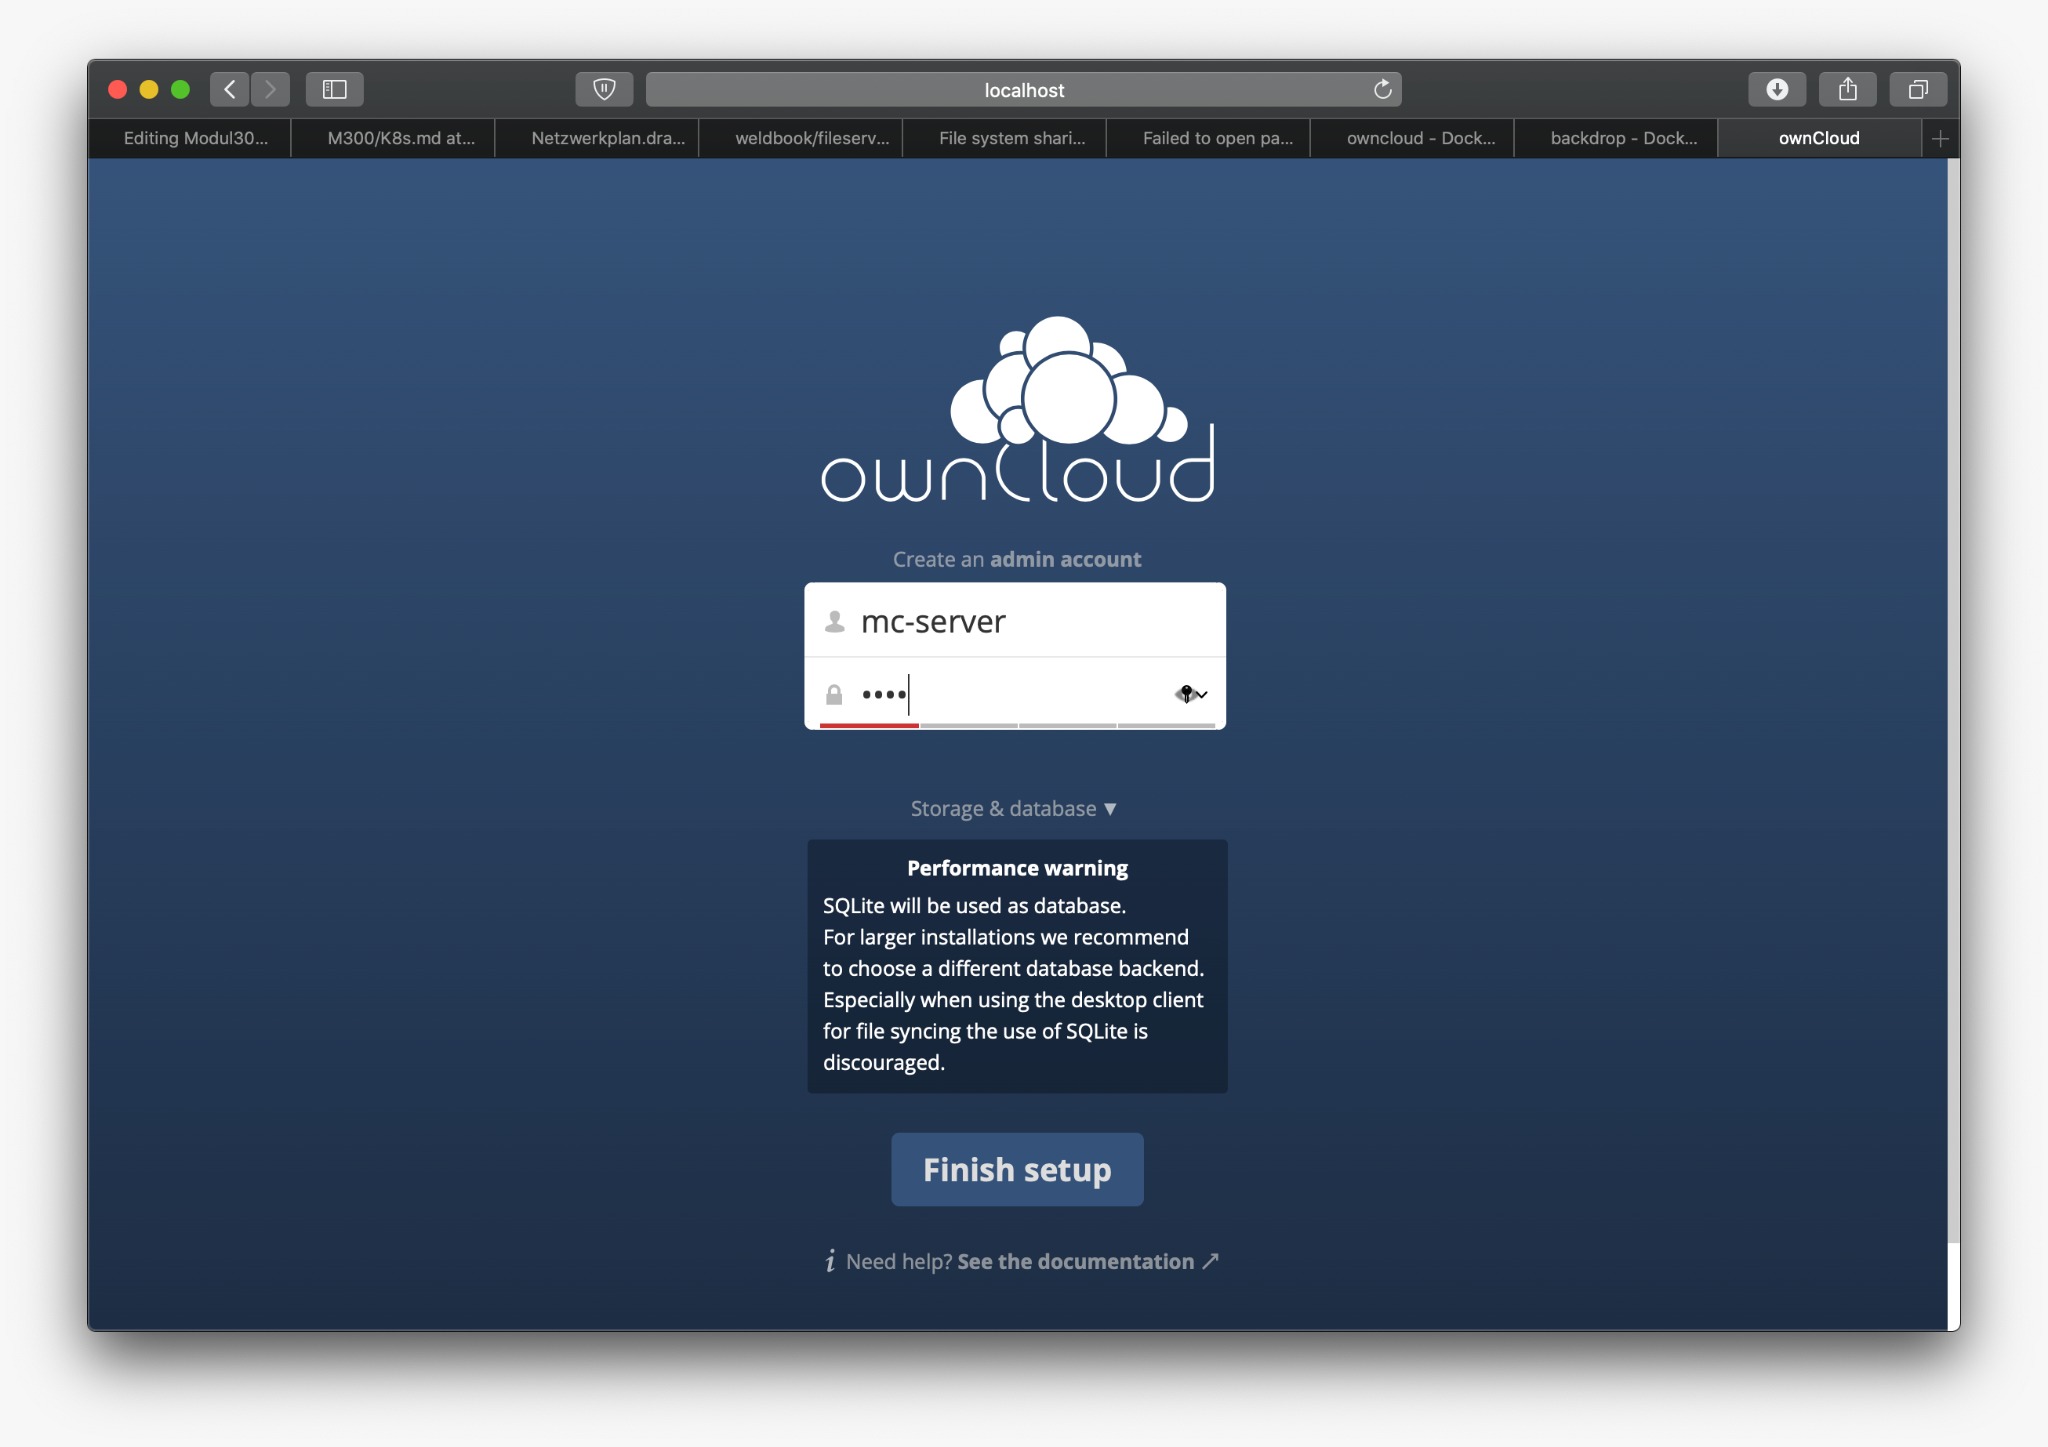 localhost
Editing Modul30...
M300/K8s.md at...
Netzwerkplan.dra...
weldbook/fileserv...
File system shari...
Failed to open pa...
owncloud - Dock...
backdrop - Dock...
ownCloud
ownCloud
Create an admin account
mc-server
••••
Storage & database ▼
Performance warning
SQLite will be used as database.
For larger installations we recommend
to choose a different database backend.
Especially when using the desktop client
for file syncing the use of SQLite is
discouraged.
Finish setup
i Need help? See the documentation ↗